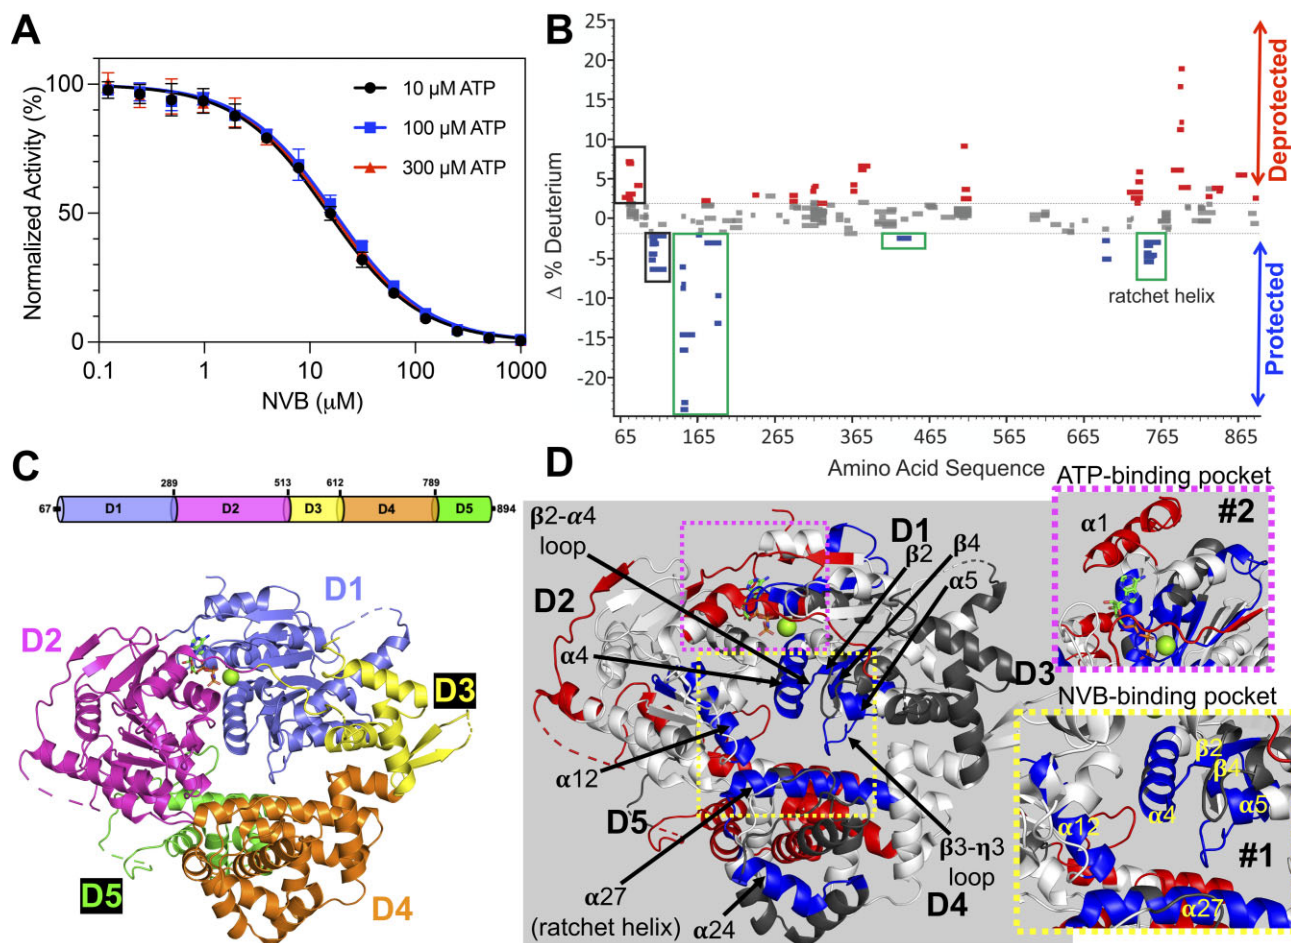 A
Normalized Activity (%)
100
50
0
10 µM ATP
100 µM ATP
300 µM ATP
0.1 1 10 100 1000
NVB (µM)
B
Δ % Deuterium
25
20
15
10
5
0
-5
-10
-15
-20
ratchet helix
Deprotected
Protected
65 165 265 365 465 565 665 765 865
Amino Acid Sequence
C
289 513 612 789
67 D1 D2 D3 D4 D5 894
D1
D2
D3
D5
D4
D
β2-α4
loop
D1
β2
β4
α5
D2
α4
D3
α12
D5
β3-η3
loop
α27
(ratchet helix)
α24
D4
ATP-binding pocket
α1
#2
NVB-binding pocket
β2
β4
α5
α4
α12
#1
α27